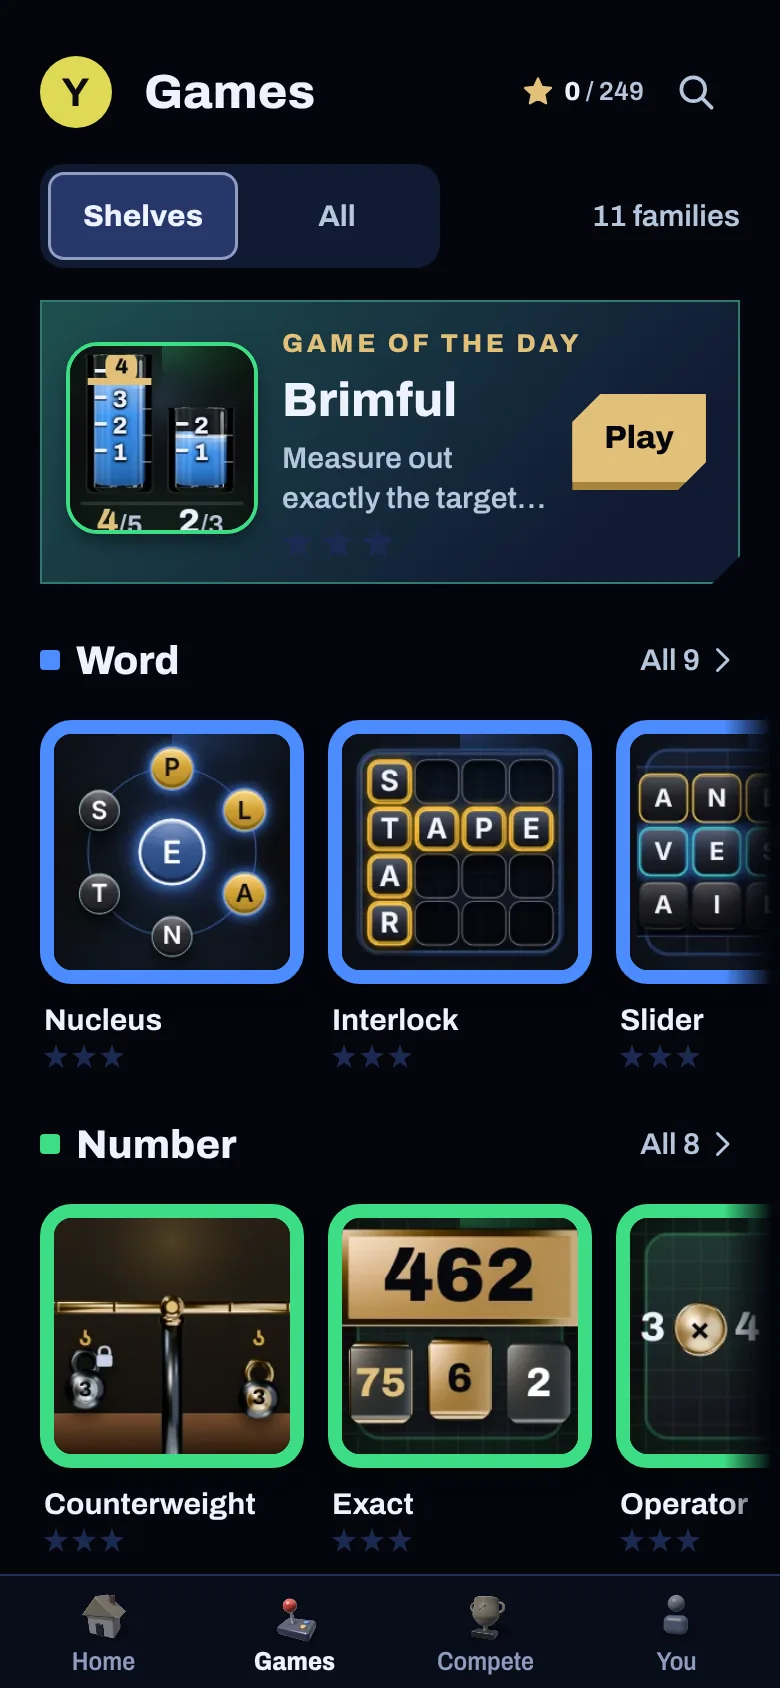 Y Games 0 / 249
Shelves All 11 families
GAME OF THE DAY
Brimful
Measure out
exactly the target...
Play
4
3
2
1
2
1
4/5 2/3
Word All 9
P
S L
E
T A
N
S
T A P E
A
R
A N
V E S
A I L
Nucleus Interlock Slider
Number All 8
3 3
462
75 6 2
3 × 4
Counterweight Exact Operator
Home Games Compete You